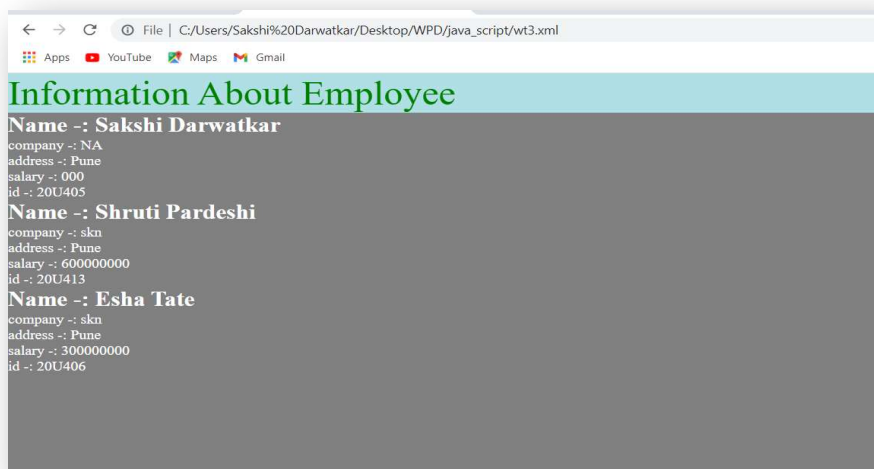 File | C:/Users/Sakshi%20Darwatkar/Desktop/WPD/java_script/wt3.xml
Apps YouTube Maps Gmail
Information About Employee
Name -: Sakshi Darwatkar
company -: NA
address -: Pune
salary -: 000
id -: 20U405
Name -: Shruti Pardeshi
company -: skn
address -: Pune
salary -: 600000000
id -: 20U413
Name -: Esha Tate
company -: skn
address -: Pune
salary -: 300000000
id -: 20U406